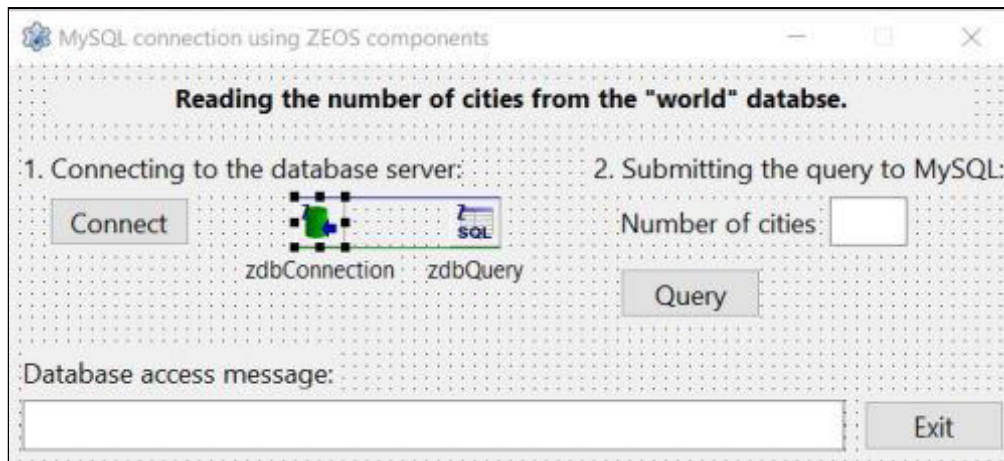 MySQL connection using ZEOS components
Reading the number of cities from the "world" databse.
1. Connecting to the database server:
2. Submitting the query to MySQL:
Connect
Z
SQL
Number of cities
zdbConnection
zdbQuery
Query
Database access message:
Exit